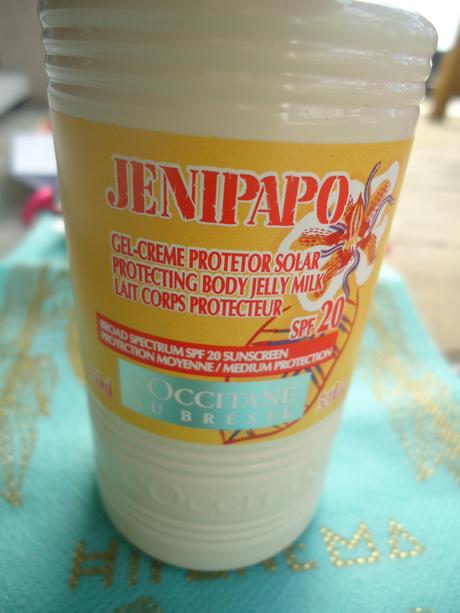 JENIPAPO
GEL-CREME PROTETOR SOLAR
PROTECTING BODY JELLY MILK
LAIT CORPS PROTECTEUR
SPF 20
BROAD SPECTRUM SPF 20 SUNSCREEN
PROTECTION MOYENNE / MEDIUM PROTECTION
OCCITANE
AU BRÉSIL
L'OCCITANE